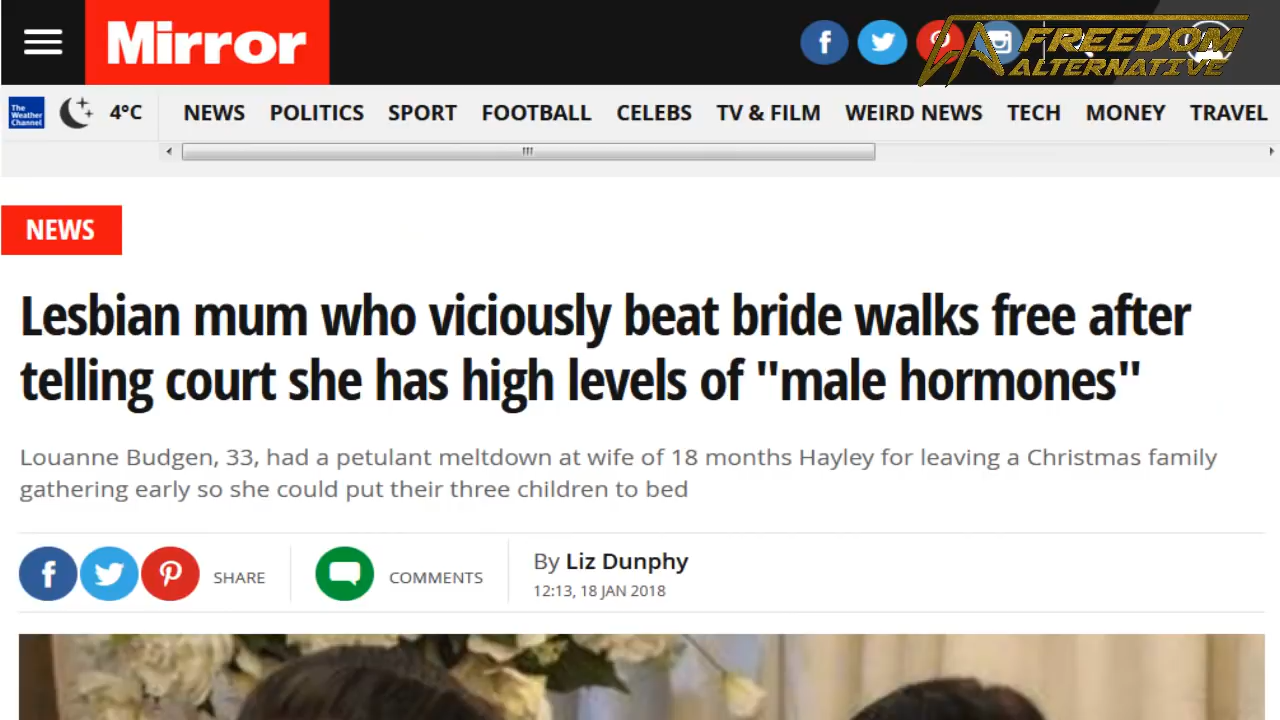 Mirror
FREEDOM
ALTERNATIVE
The Weather Channel
4°C
NEWS POLITICS SPORT FOOTBALL CELEBS TV & FILM WEIRD NEWS TECH MONEY TRAVEL
NEWS
Lesbian mum who viciously beat bride walks free after
telling court she has high levels of "male hormones"
Louanne Budgen, 33, had a petulant meltdown at wife of 18 months Hayley for leaving a Christmas family
gathering early so she could put their three children to bed
SHARE
COMMENTS
By Liz Dunphy
12:13, 18 JAN 2018